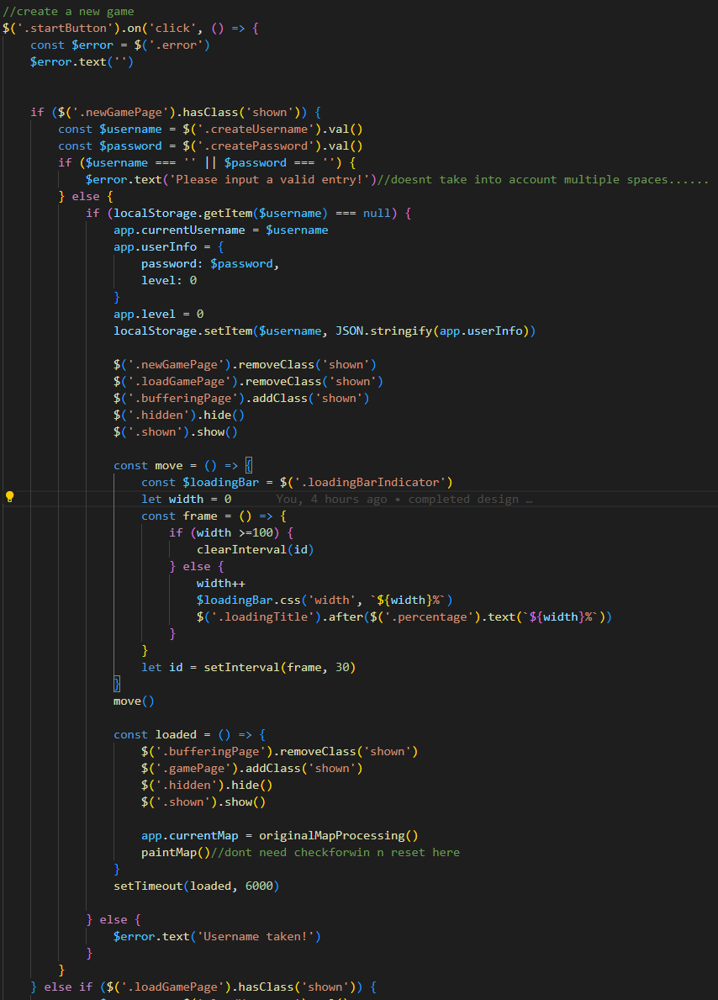 //create a new game
$('.startButton').on('click', () => {
    const $error = $('.error')
    $error.text('')
    if ($('.newGamePage').hasClass('shown')) {
        const $username = $('.createUsername').val()
        const $password = $('.createPassword').val()
        if ($username === '' || $password === '') {
            $error.text('Please input a valid entry!')//doesnt take into account multiple spaces......
        } else {
            if (localStorage.getItem($username) === null) {
                app.currentUsername = $username
                app.userInfo = {
                    password: $password,
                    level: 0
                }
                app.level = 0
                localStorage.setItem($username, JSON.stringify(app.userInfo))
                $('.newGamePage').removeClass('shown')
                $('.loadGamePage').removeClass('shown')
                $('.bufferingPage').addClass('shown')
                $('.hidden').hide()
                $('.shown').show()
                const move = () => {
                    const $loadingBar = $('.loadingBarIndicator')
                    let width = 0 You, 4 hours ago • completed design …
                    const frame = () => {
                        if (width >=100) {
                            clearInterval(id)
                        } else {
                            width++
                            $loadingBar.css('width', `${width}%`)
                            $('.loadingTitle').after($('.percentage').text(`${width}%`))
                        }
                    }
                    let id = setInterval(frame, 30)
                }
                move()
                const loaded = () => {
                    $('.bufferingPage').removeClass('shown')
                    $('.gamePage').addClass('shown')
                    $('.hidden').hide()
                    $('.shown').show()
                    app.currentMap = originalMapProcessing()
                    paintMap()//dont need checkforwin n reset here
                }
                setTimeout(loaded, 6000)
            } else {
                $error.text('Username taken!')
            }
        }
    } else if ($('.loadGamePage').hasClass('shown')) {